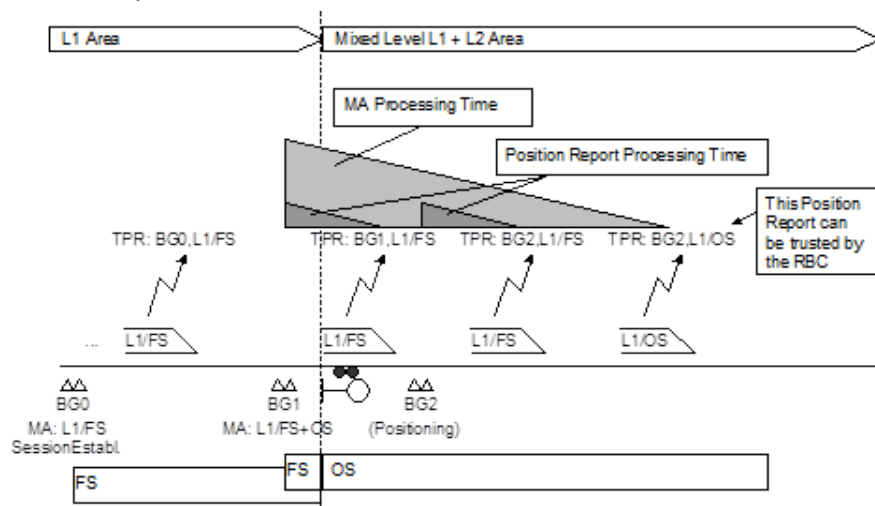 L1 Area
Mixed Level L1 + L2 Area
MA Processing Time
Position Report Processing Time
This Position
Report can
be trusted by
the RBC
TPR: BG0,L1/FS
TPR: BG1,L1/FS
TPR: BG2,L1/FS
TPR: BG2,L1/OS
...
L1/FS
L1/FS
L1/FS
L1/OS
BG0
BG1
BG2
MA: L1/FS
SessionEstabl.
MA: L1/FS+OS
(Positioning)
FS
OS
FS